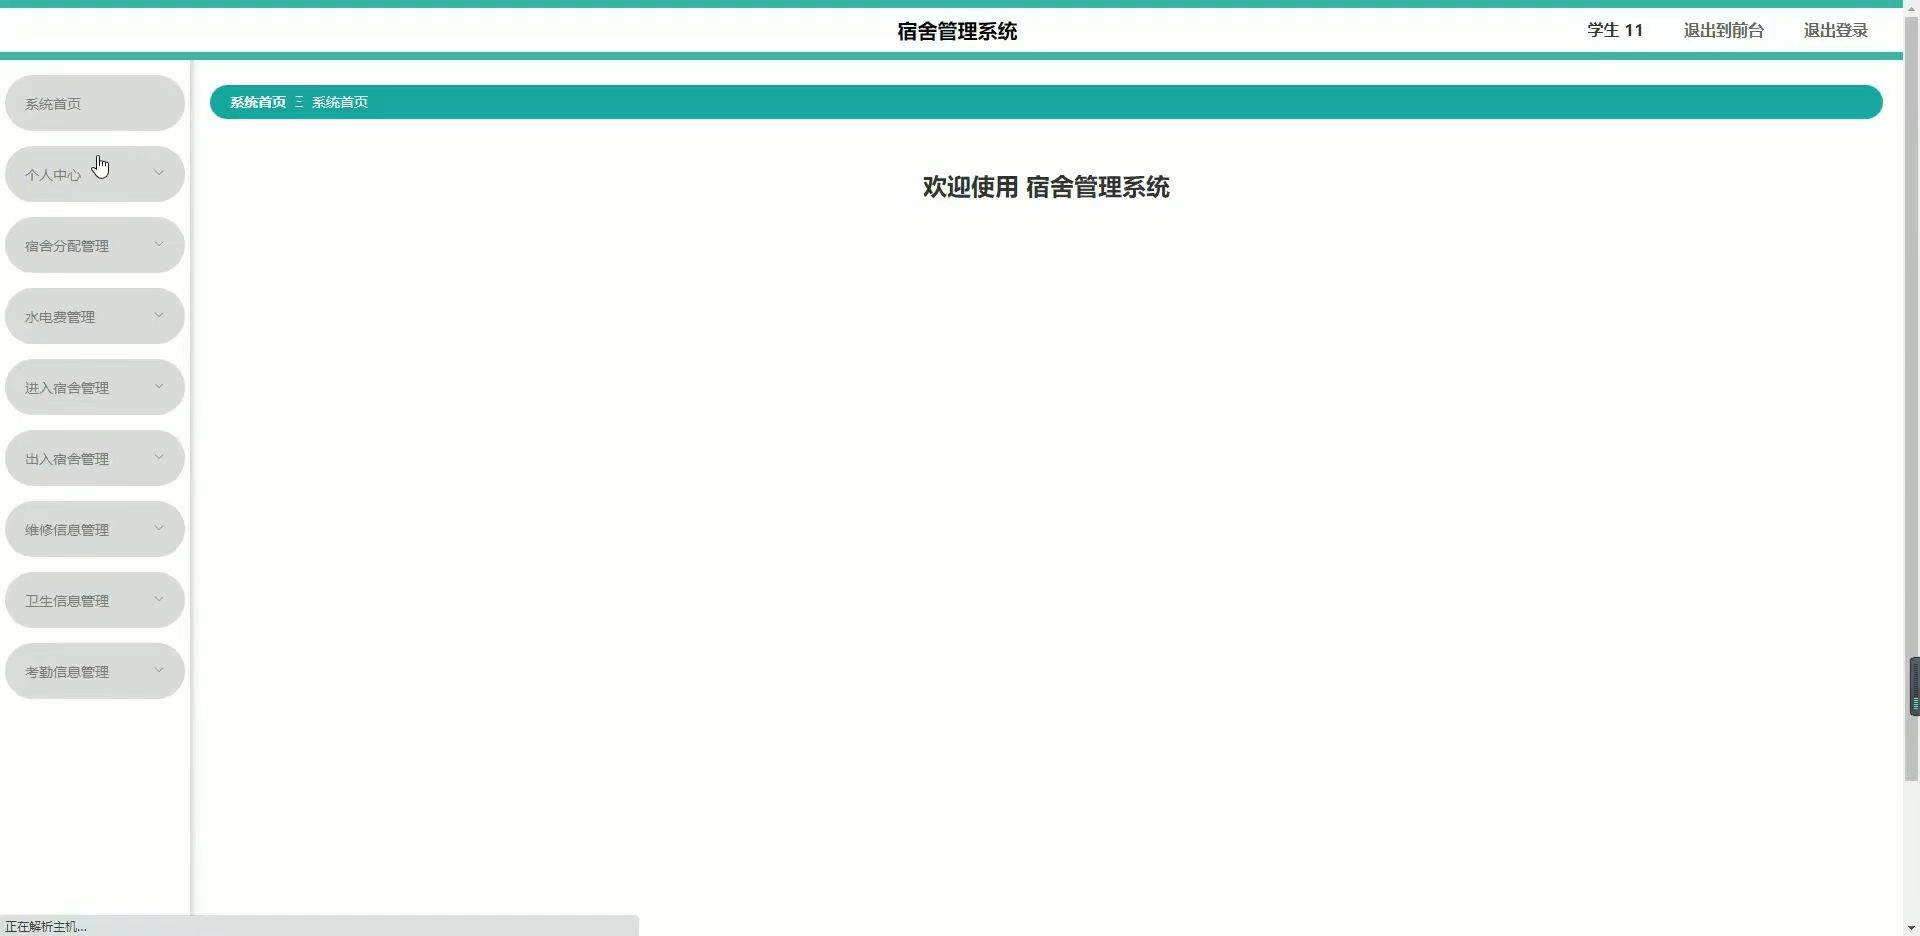 宿舍管理系统
学生 11
退出到前台
退出登录
系统首页
个人中心
宿舍分配管理
水电费管理
进入宿舍管理
出入宿舍管理
维修信息管理
卫生信息管理
考勤信息管理
系统首页 Ξ 系统首页
欢迎使用 宿舍管理系统
正在解析主机...